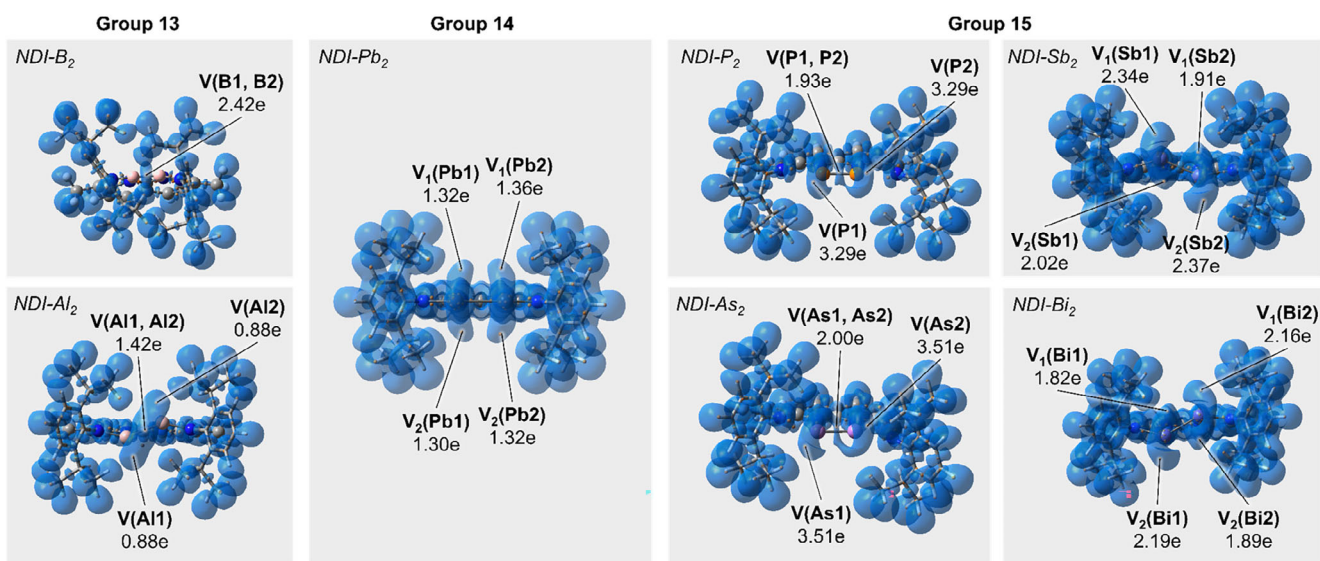 Group 13
Group 14
Group 15
NDI-B₂
V(B1, B2)
2.42e
NDI-Al₂
V(Al1, Al2)
1.42e
V(Al2)
0.88e
V(Al1)
0.88e
NDI-Pb₂
V₁(Pb1)
1.32e
V₁(Pb2)
1.36e
V₂(Pb1)
1.30e
V₂(Pb2)
1.32e
NDI-P₂
V(P1, P2)
1.93e
V(P2)
3.29e
V(P1)
3.29e
NDI-Sb₂
V₁(Sb1)
2.34e
V₁(Sb2)
1.91e
V₂(Sb1)
2.02e
V₂(Sb2)
2.37e
NDI-As₂
V(As1, As2)
2.00e
V(As2)
3.51e
V(As1)
3.51e
NDI-Bi₂
V₁(Bi2)
2.16e
V₁(Bi1)
1.82e
V₂(Bi1)
2.19e
V₂(Bi2)
1.89e